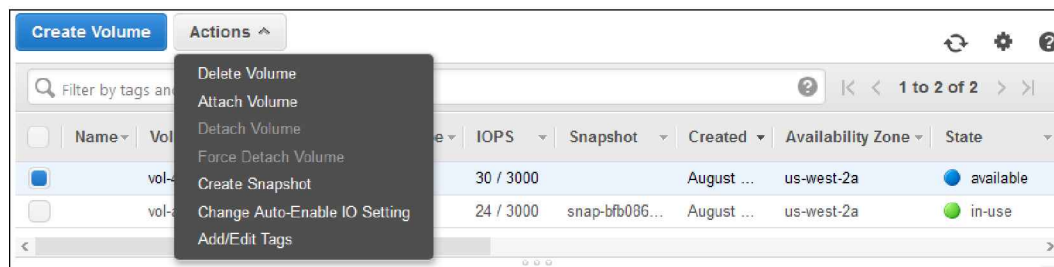 Create Volume Actions
Delete Volume
Filter by tags an 1 to 2 of 2
Attach Volume
Detach Volume
Name Vol e IOPS Snapshot Created Availability Zone State
Force Detach Volume
vol- 30 / 3000 August ... us-west-2a available
Create Snapshot
vol- 24 / 3000 snap-bfb086... August ... us-west-2a in-use
Change Auto-Enable IO Setting
Add/Edit Tags